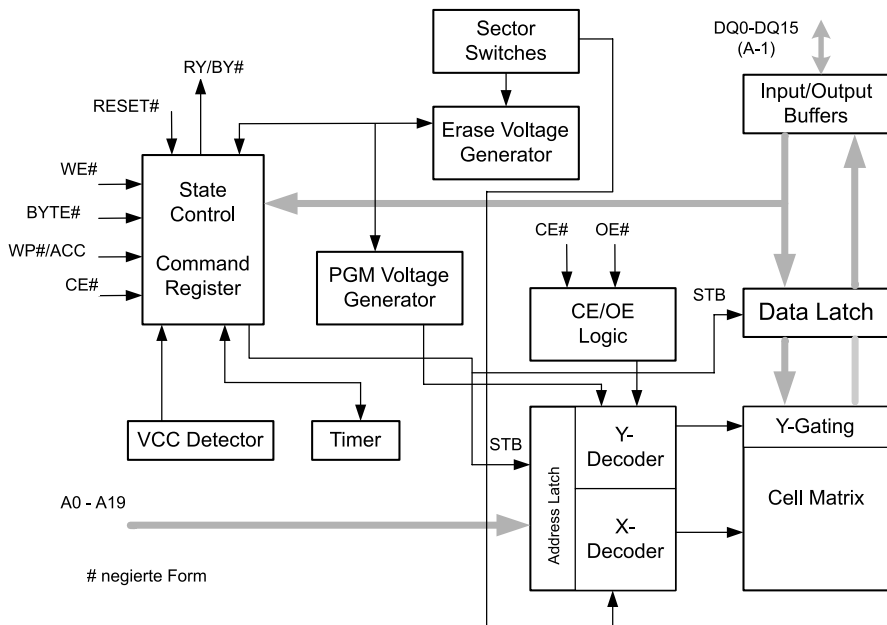 Sector
Switches
DQ0-DQ15
(A-1)
RY/BY#
RESET#
Erase Voltage
Generator
Input/Output
Buffers
WE#
BYTE#
WP#/ACC
CE#
State
Control
Command
Register
CE#
OE#
PGM Voltage
Generator
CE/OE
Logic
STB
Data Latch
VCC Detector
Timer
STB
Address Latch
Y-
Decoder
X-
Decoder
Y-Gating
Cell Matrix
A0 - A19
# negierte Form